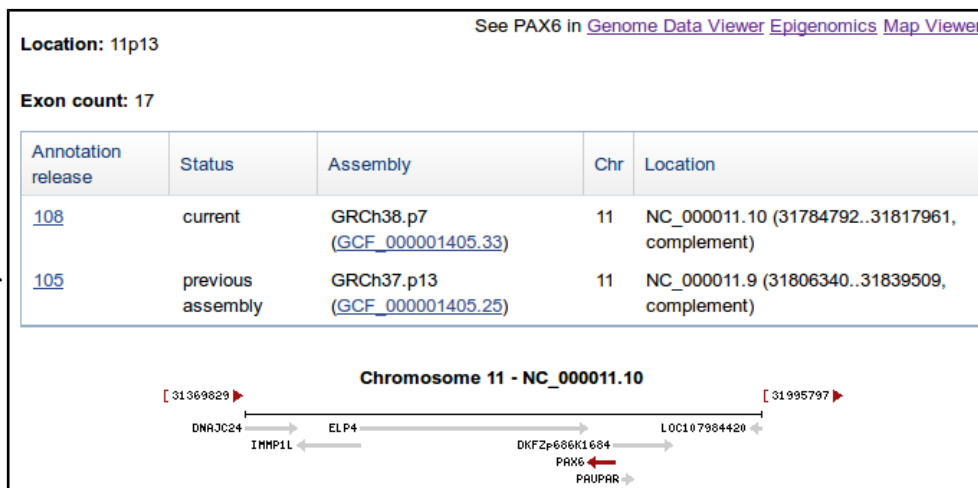 See PAX6 in Genome Data Viewer Epigenomics Map Viewer
Location: 11p13
Exon count: 17
Annotation release Status Assembly Chr Location
108 current GRCh38.p7 (GCF_000001405.33) 11 NC_000011.10 (31784792..31817961, complement)
105 previous assembly GRCh37.p13 (GCF_000001405.25) 11 NC_000011.9 (31806340..31839509, complement)
Chromosome 11 - NC_000011.10
[ 31369829 [ 31995797
DNAJC24 ELP4 LOC107984420
IMMP1L DKFZp686K1684
PAX6
PAUPAR